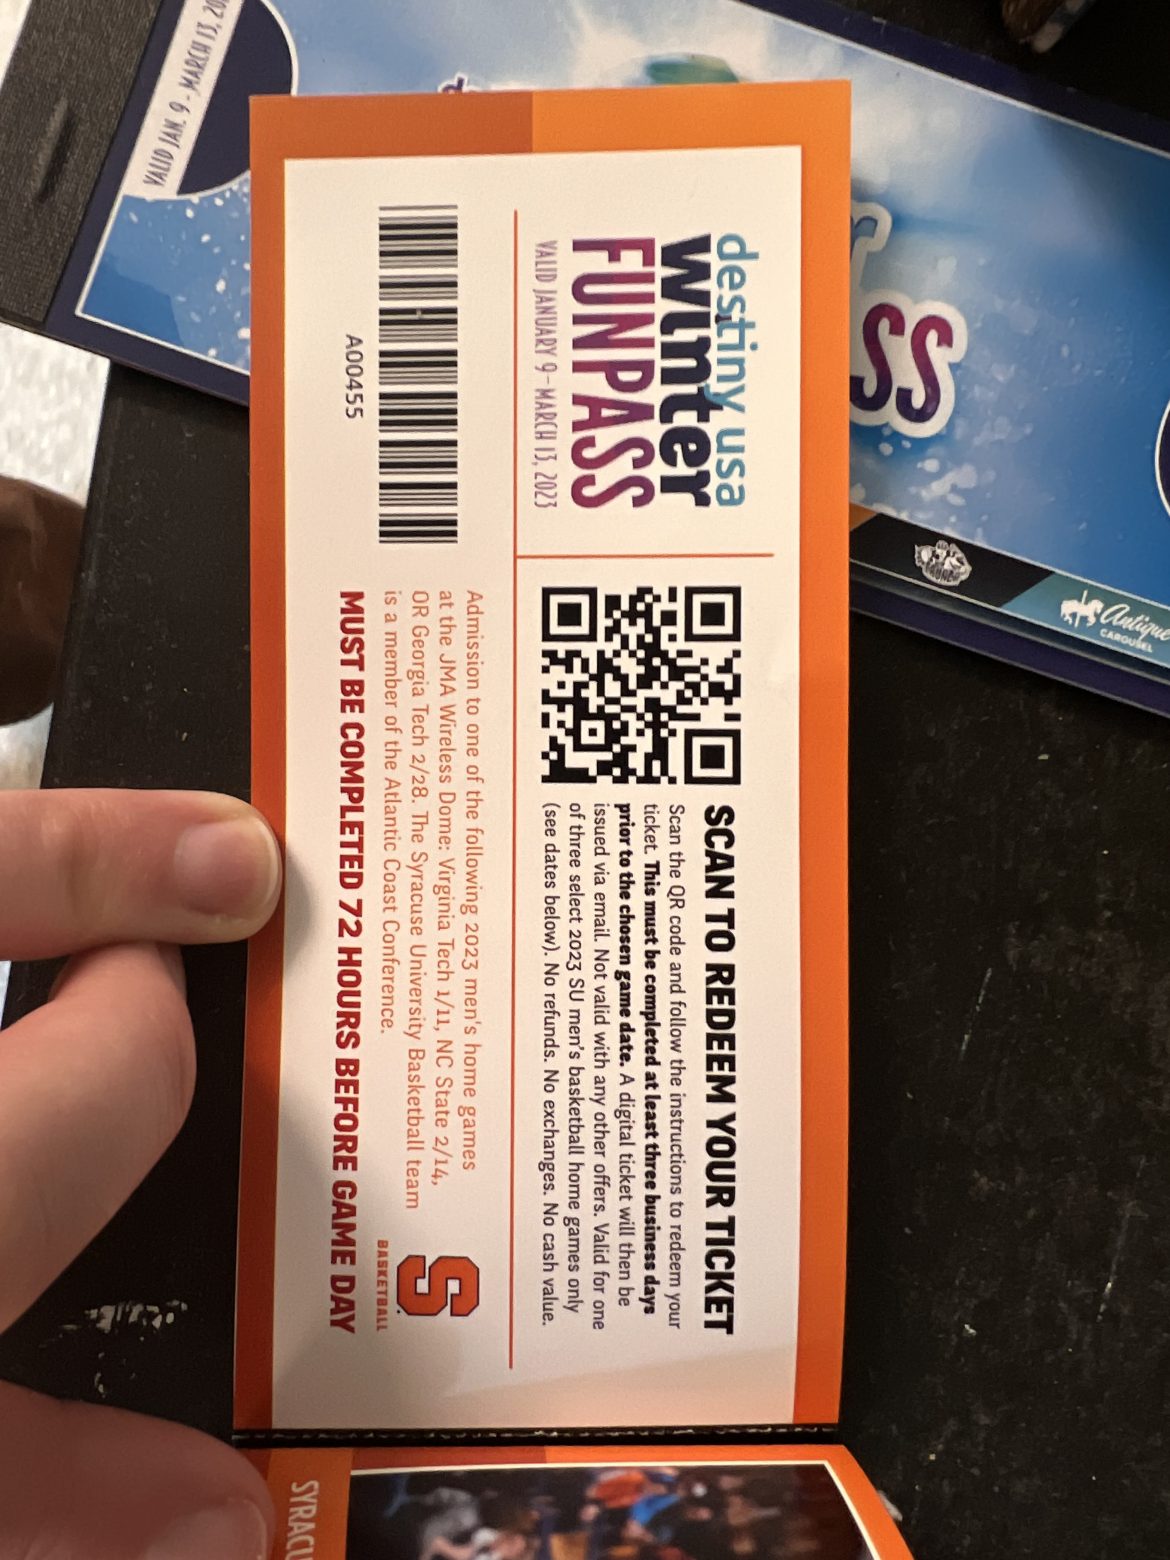 destiny usa
winter
FUNPASS
VALID JANUARY 9 – MARCH 13, 2023
A00455
SCAN TO REDEEM YOUR TICKET
Scan the QR code and follow the instructions to redeem your
ticket. This must be completed at least three business days
prior to the chosen game date. A digital ticket will then be
issued via email. Not valid with any other offers. Valid for one
of three select 2023 SU men's basketball home games only
(see dates below). No refunds. No exchanges. No cash value.
Admission to one of the following 2023 men's home games
at the JMA Wireless Dome: Virginia Tech 1/11, NC State 2/14,
OR Georgia Tech 2/28. The Syracuse University Basketball team
is a member of the Atlantic Coast Conference.
MUST BE COMPLETED 72 HOURS BEFORE GAME DAY
S
BASKETBALL
VALID JAN. 9 - MARCH 13, 20
SS
Antique
CAROUSEL
SYRACU